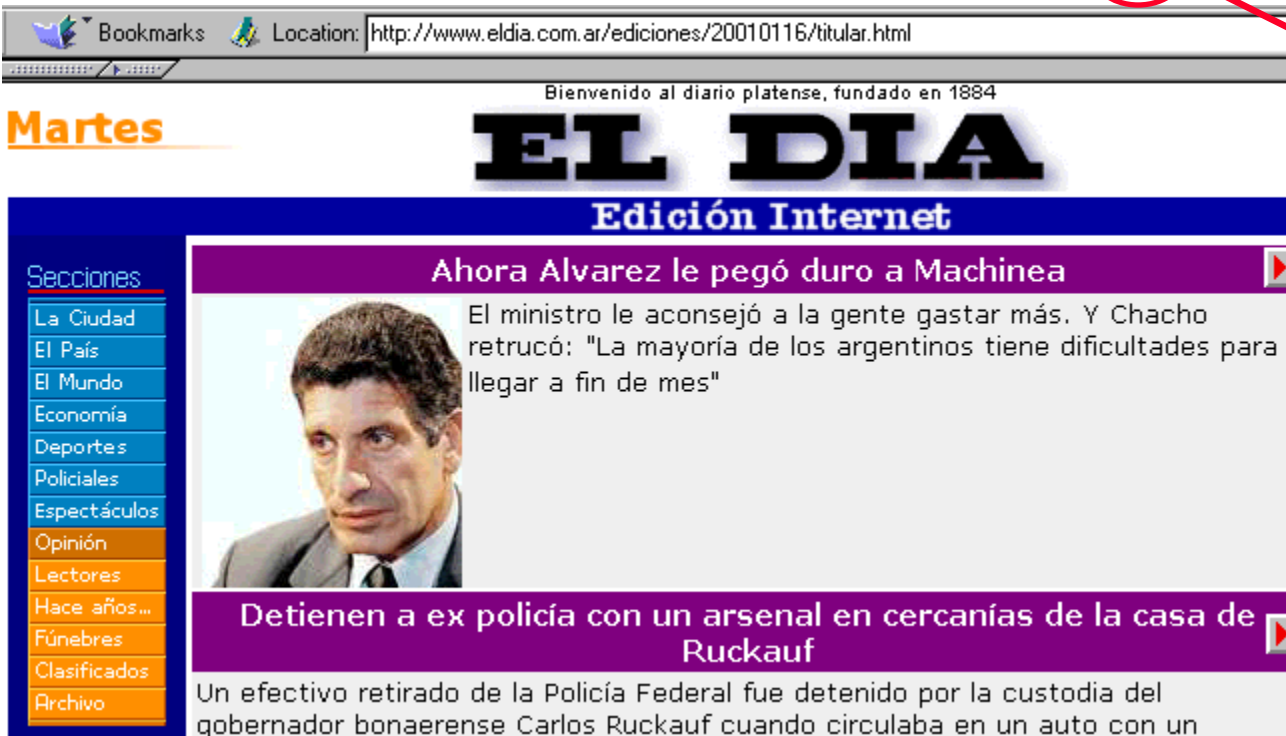 Bookmarks Location: http://www.eldia.com.ar/ediciones/20010116/titular.html
Bienvenido al diario platense, fundado en 1884
Martes
EL DIA
Edición Internet
Secciones
La Ciudad
El País
El Mundo
Economía
Deportes
Policiales
Espectáculos
Opinión
Lectores
Hace años...
Fúnebres
Clasificados
Archivo
Ahora Alvarez le pegó duro a Machinea
El ministro le aconsejó a la gente gastar más. Y Chacho
retrucó: "La mayoría de los argentinos tiene dificultades para
llegar a fin de mes"
Detienen a ex policía con un arsenal en cercanías de la casa de
Ruckauf
Un efectivo retirado de la Policía Federal fue detenido por la custodia del
gobernador bonaerense Carlos Ruckauf cuando circulaba en un auto con un